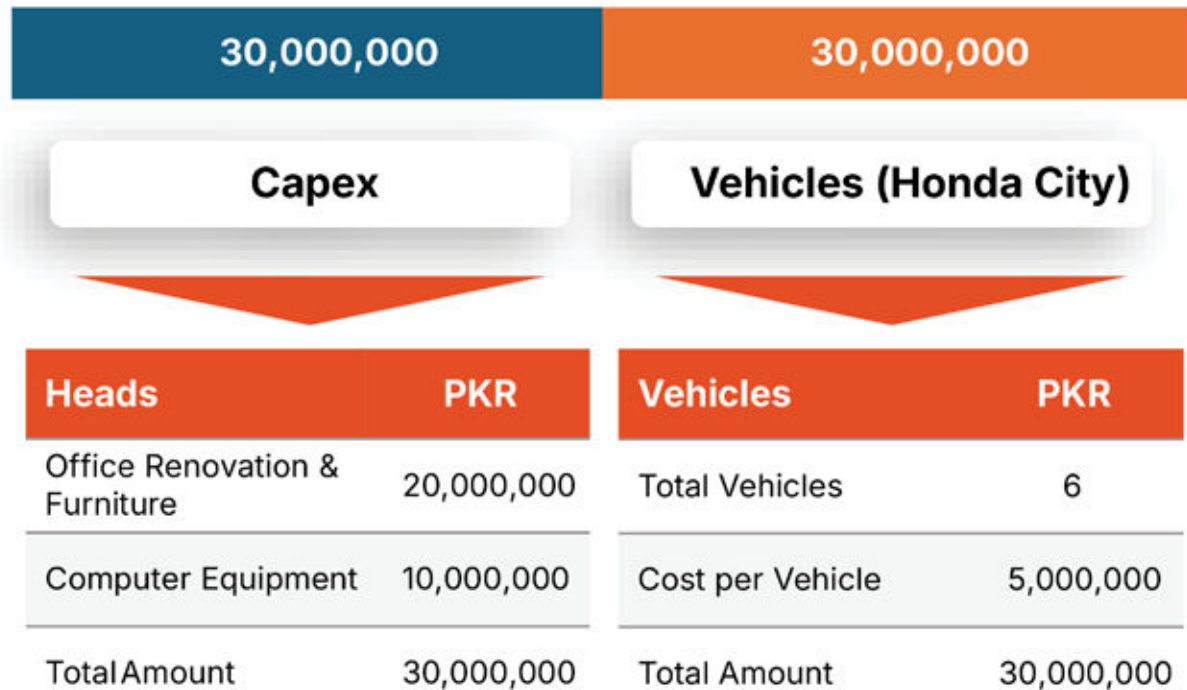 30,000,000 30,000,000
Capex Vehicles (Honda City)
Heads PKR
Office Renovation &
Furniture 20,000,000
Computer Equipment 10,000,000
Total Amount 30,000,000
Vehicles PKR
Total Vehicles 6
Cost per Vehicle 5,000,000
Total Amount 30,000,000